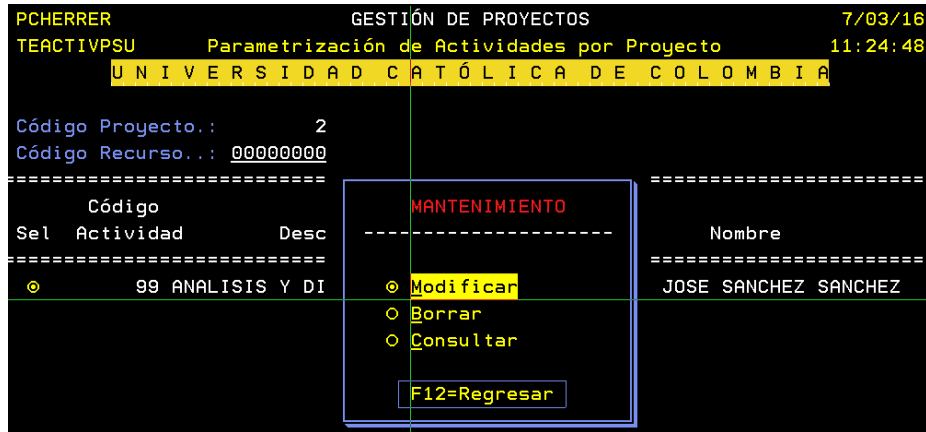 PCHERRER GESTIÓN DE PROYECTOS 7/03/16
TEACTIVPSU Parametrización de Actividades por Proyecto 11:24:48
U N I V E R S I D A D C A T Ó L I C A D E C O L O M B I A
Código Proyecto.: 2
Código Recurso..: 00000000
=========================== ======================
Código MANTENIMIENTO
Sel Actividad Desc --------------------- Nombre
=========================== ======================
99 ANALISIS Y DI Modificar JOSE SANCHEZ SANCHEZ
Borrar
Consultar
F12=Regresar